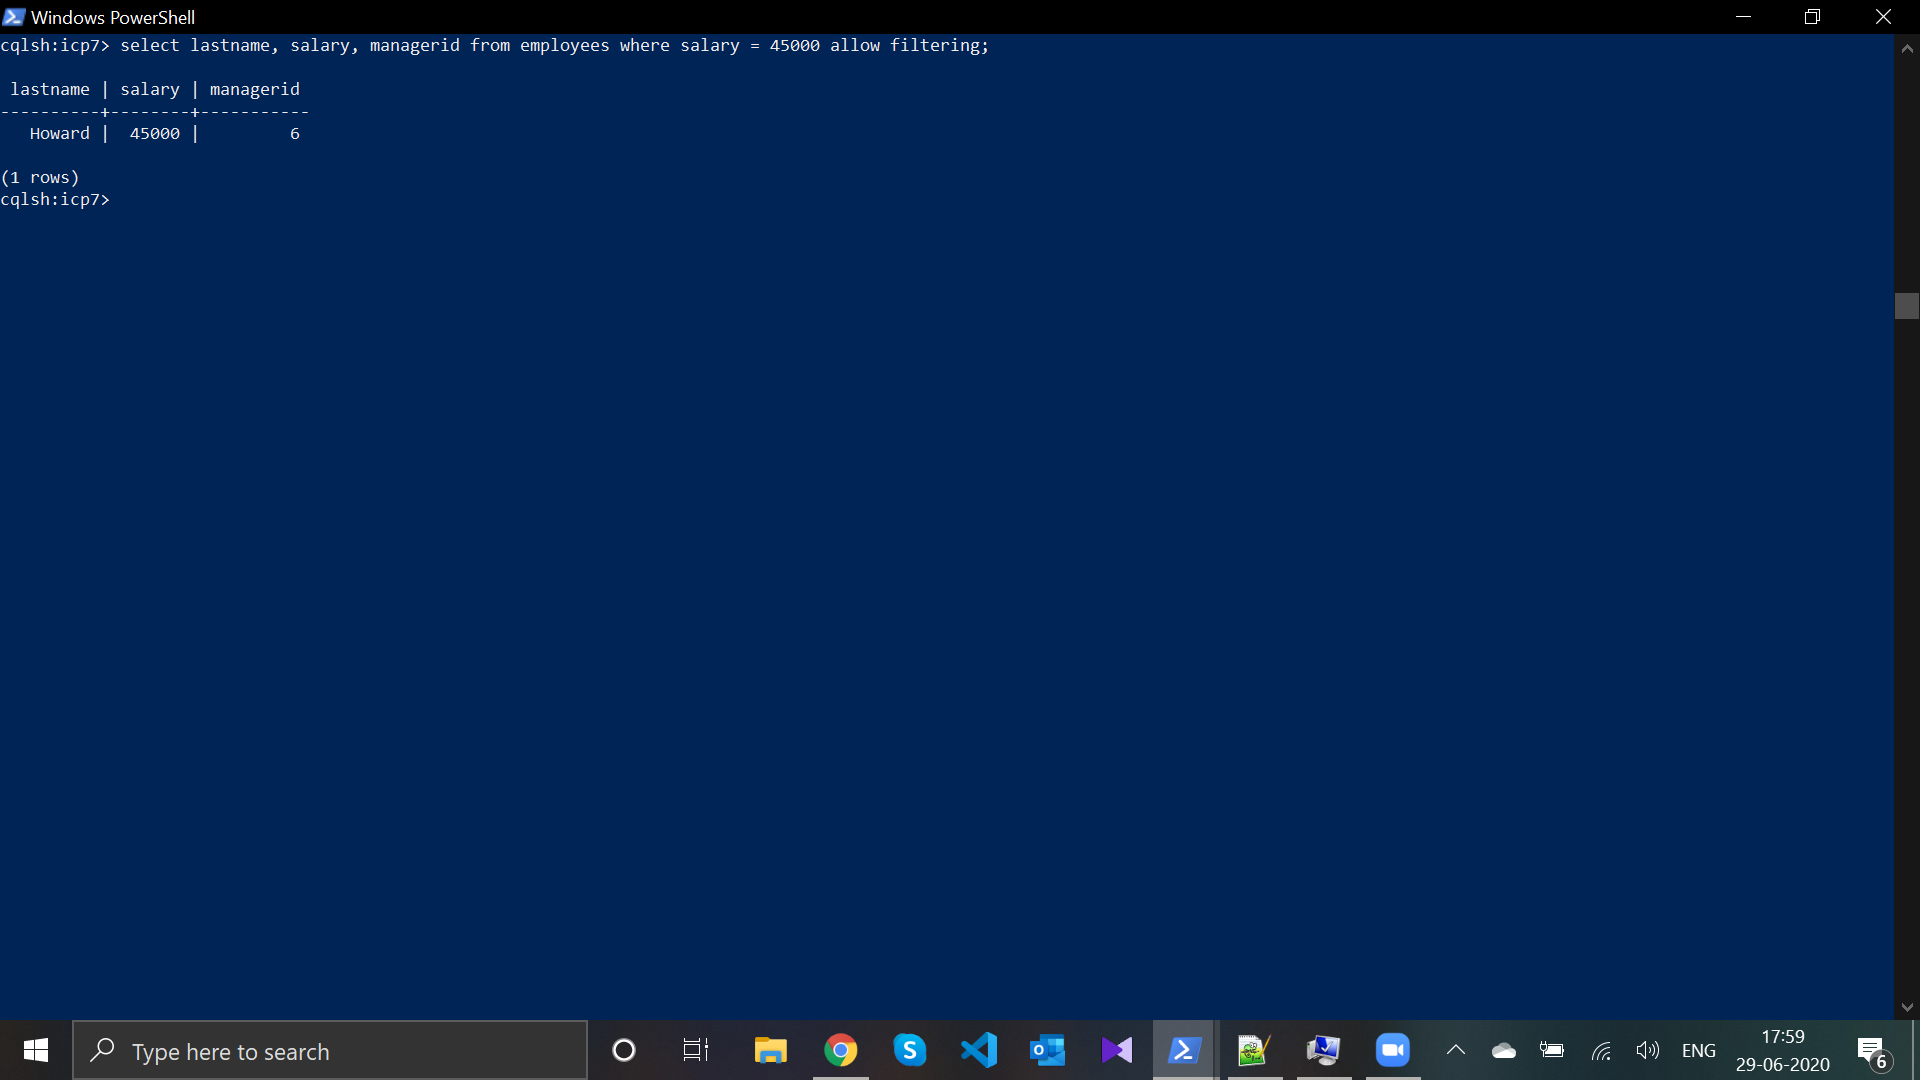 Windows PowerShell
cqlsh:icp7> select lastname, salary, managerid from employees where salary = 45000 allow filtering;
lastname | salary | managerid
----------+--------+-----------
Howard | 45000 | 6
(1 rows)
cqlsh:icp7>
Type here to search
ENG
17:59
29-06-2020
6